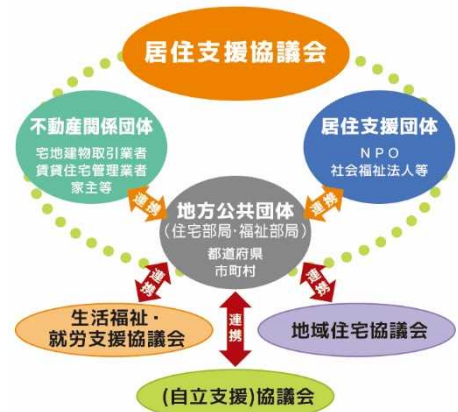 居住支援協議会
不動産関係団体
宅地建物取引業者
賃貸住宅管理業者
家主等
居住支援団体
NPO
社会福祉法人等
連携
連携
地方公共団体
(住宅部局・福祉部局)
都道府県
市町村
連携
連携
連携
生活福祉・
就労支援協議会
地域住宅協議会
(自立支援)協議会